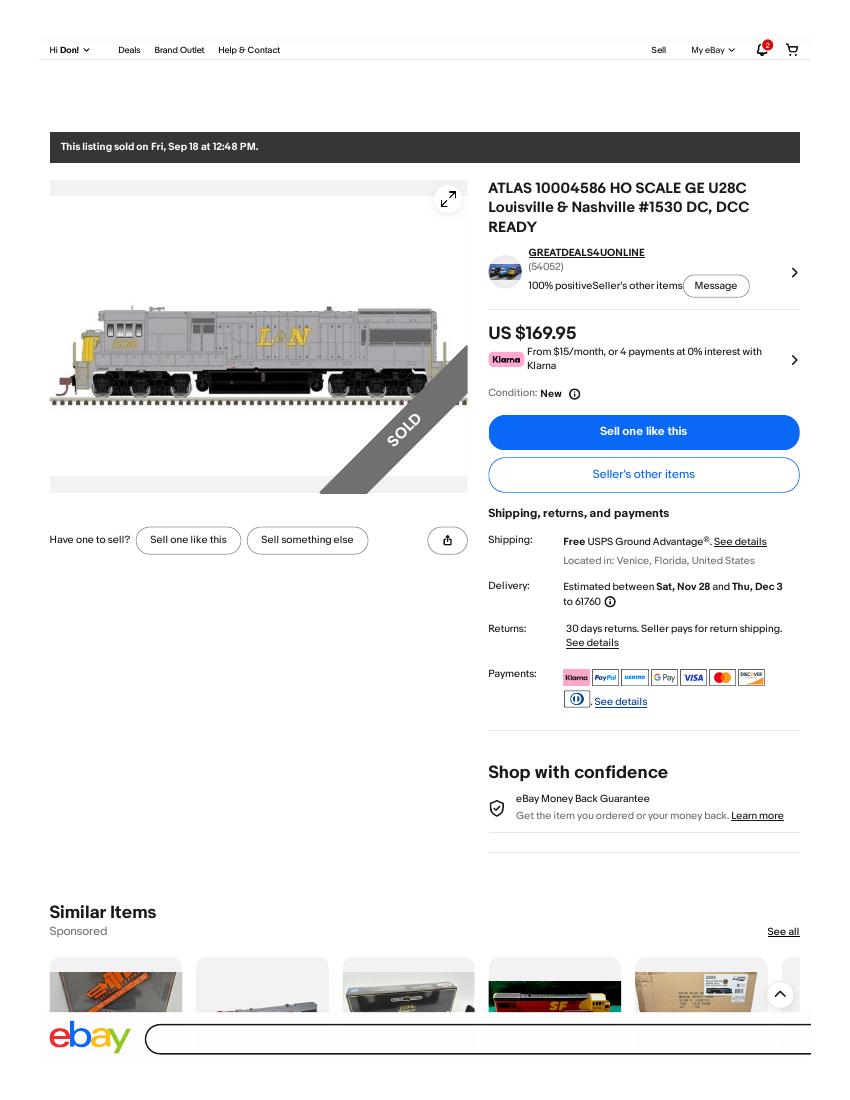 Hi Don!
Deals
Brand Outlet
Help & Contact
Sell
My eBay
2
This listing sold on Fri, Sep 18 at 12:48 PM.
L&N
SOLD
ATLAS 10004586 HO SCALE GE U28C
Louisville & Nashville #1530 DC, DCC
READY
GREATDEALS4UONLINE
(54052)
100% positiveSeller's other items
Message
US $169.95
Klarna
From $15/month, or 4 payments at 0% interest with
Klarna
Condition: New
Sell one like this
Seller's other items
Have one to sell?
Sell one like this
Sell something else
Shipping, returns, and payments
Shipping:
Free USPS Ground Advantage®. See details
Located in: Venice, Florida, United States
Delivery:
Estimated between Sat, Nov 28 and Thu, Dec 3
to 61760
Returns:
30 days returns. Seller pays for return shipping.
See details
Payments:
Klarna PayPal venmo G Pay VISA DISCOVER
. See details
Shop with confidence
eBay Money Back Guarantee
Get the item you ordered or your money back. Learn more
Similar Items
Sponsored
See all
SF
ebay